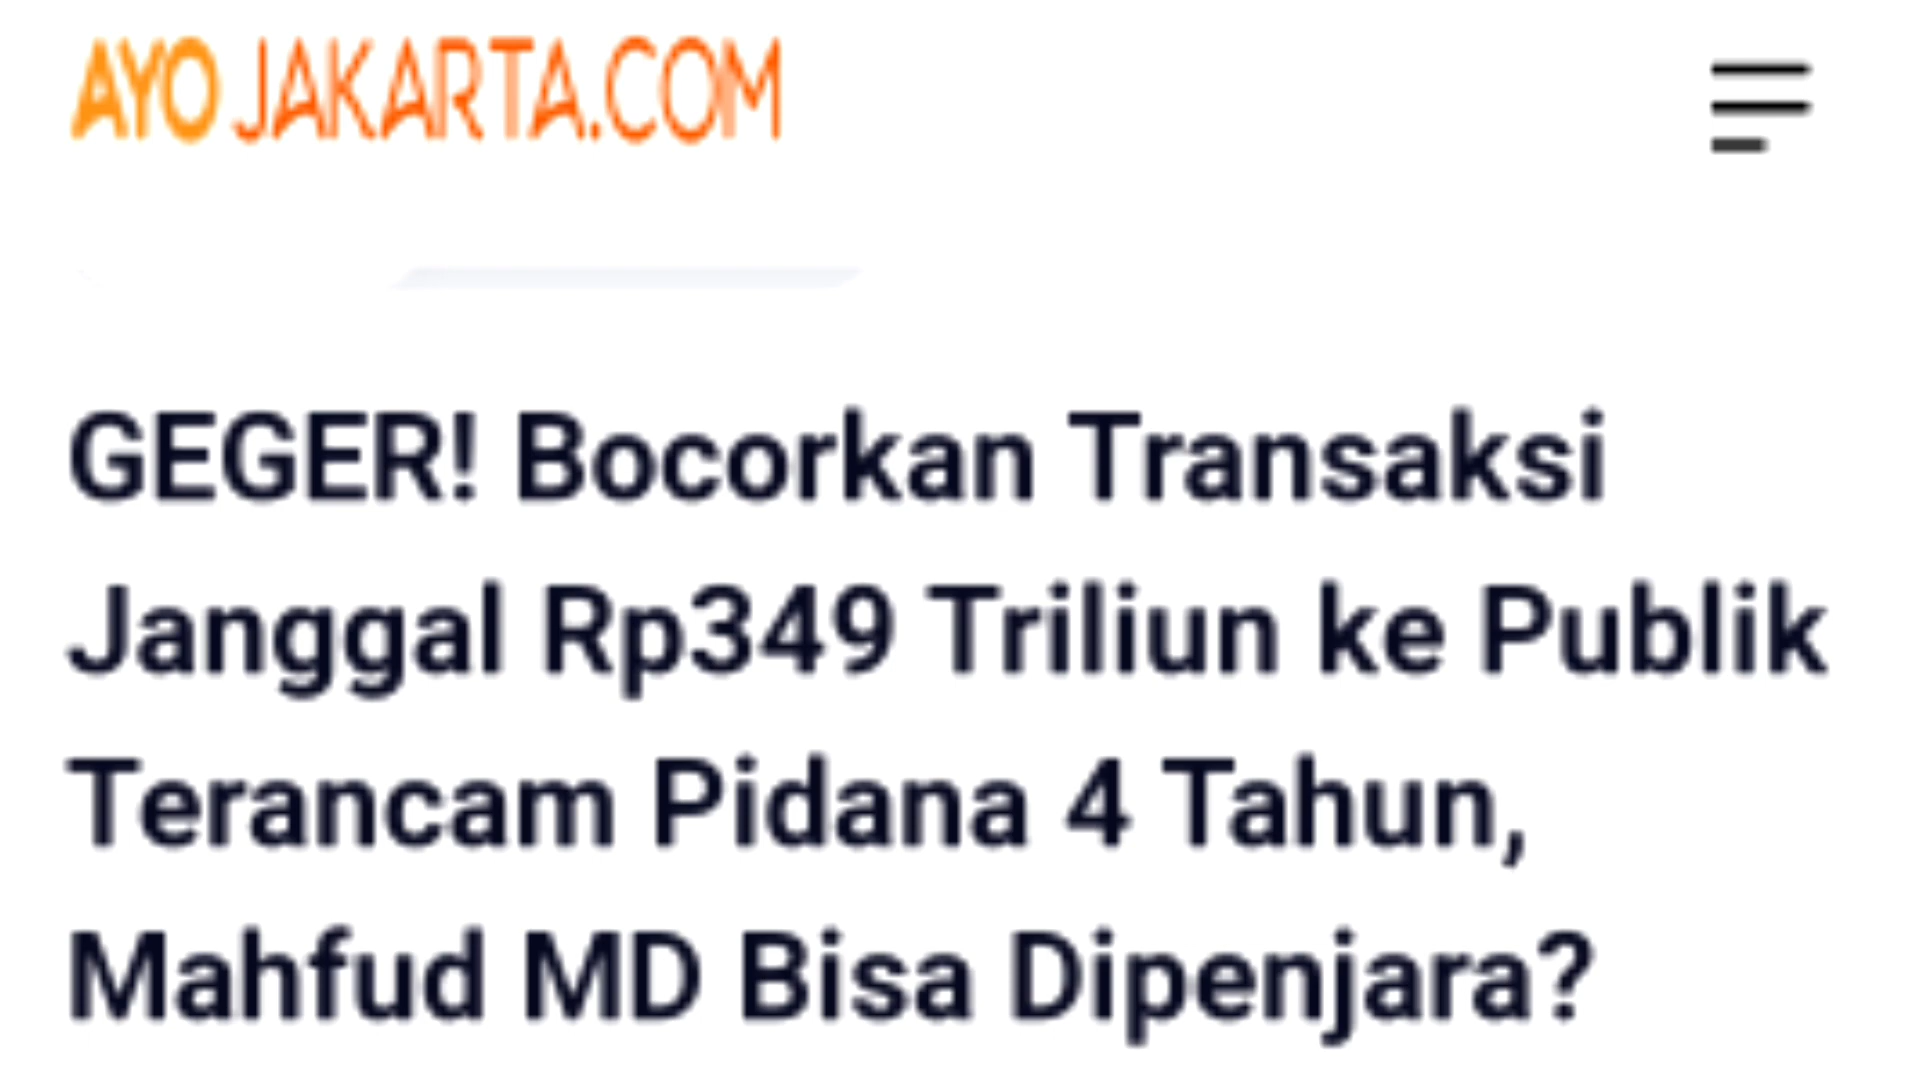 AYO JAKARTA.COM
GEGER! Bocorkan Transaksi
Janggal Rp349 Triliun ke Publik
Terancam Pidana 4 Tahun,
Mahfud MD Bisa Dipenjara?